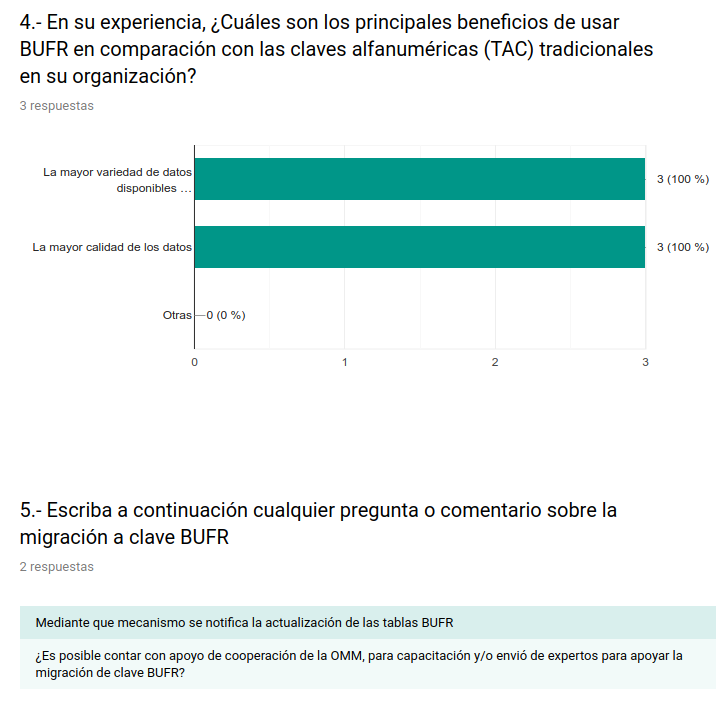 4.- En su experiencia, ¿Cuáles son los principales beneficios de usar
BUFR en comparación con las claves alfanuméricas (TAC) tradicionales
en su organización?
3 respuestas
La mayor variedad de datos
disponibles …
3 (100 %)
La mayor calidad de los datos
3 (100 %)
Otras
0 (0 %)
0
1
2
3
5.- Escriba a continuación cualquier pregunta o comentario sobre la
migración a clave BUFR
2 respuestas
Mediante que mecanismo se notifica la actualización de las tablas BUFR
¿Es posible contar con apoyo de cooperación de la OMM, para capacitación y/o envió de expertos para apoyar la
migración de clave BUFR?